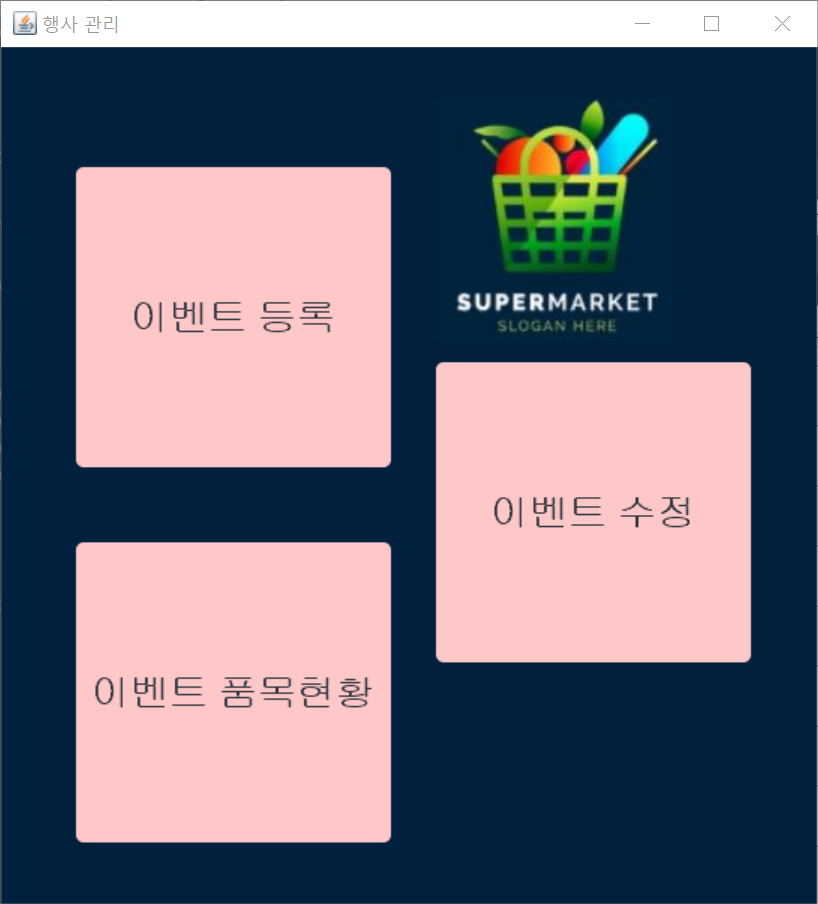 행사 관리
이벤트 등록
SUPERMARKET
SLOGAN HERE
이벤트 수정
이벤트 품목현황